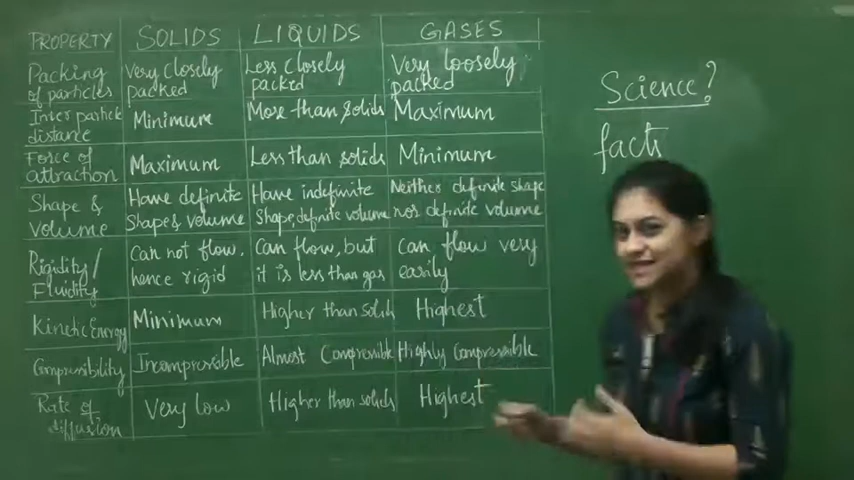 PROPERTY SOLIDS LIQUIDS GASES
Packing of particles Very closely packed Less closely packed Very loosely packed
Inter particle distance Minimum More than solids Maximum
Force of attraction Maximum Less than solids Minimum
Shape & Volume Have definite Shape & volume Have indefinite Shape, definite volume Neither definite shape nor definite volume
Rigidity/ Fluidity Can not flow, hence rigid Can flow, but it is less than gas Can flow very easily
Kinetic Energy Minimum Higher than solids Highest
Compressibility Incompressible Almost Compressible Highly Compressible
Rate of diffusion Very low Higher than solids Highest
Science?
facts